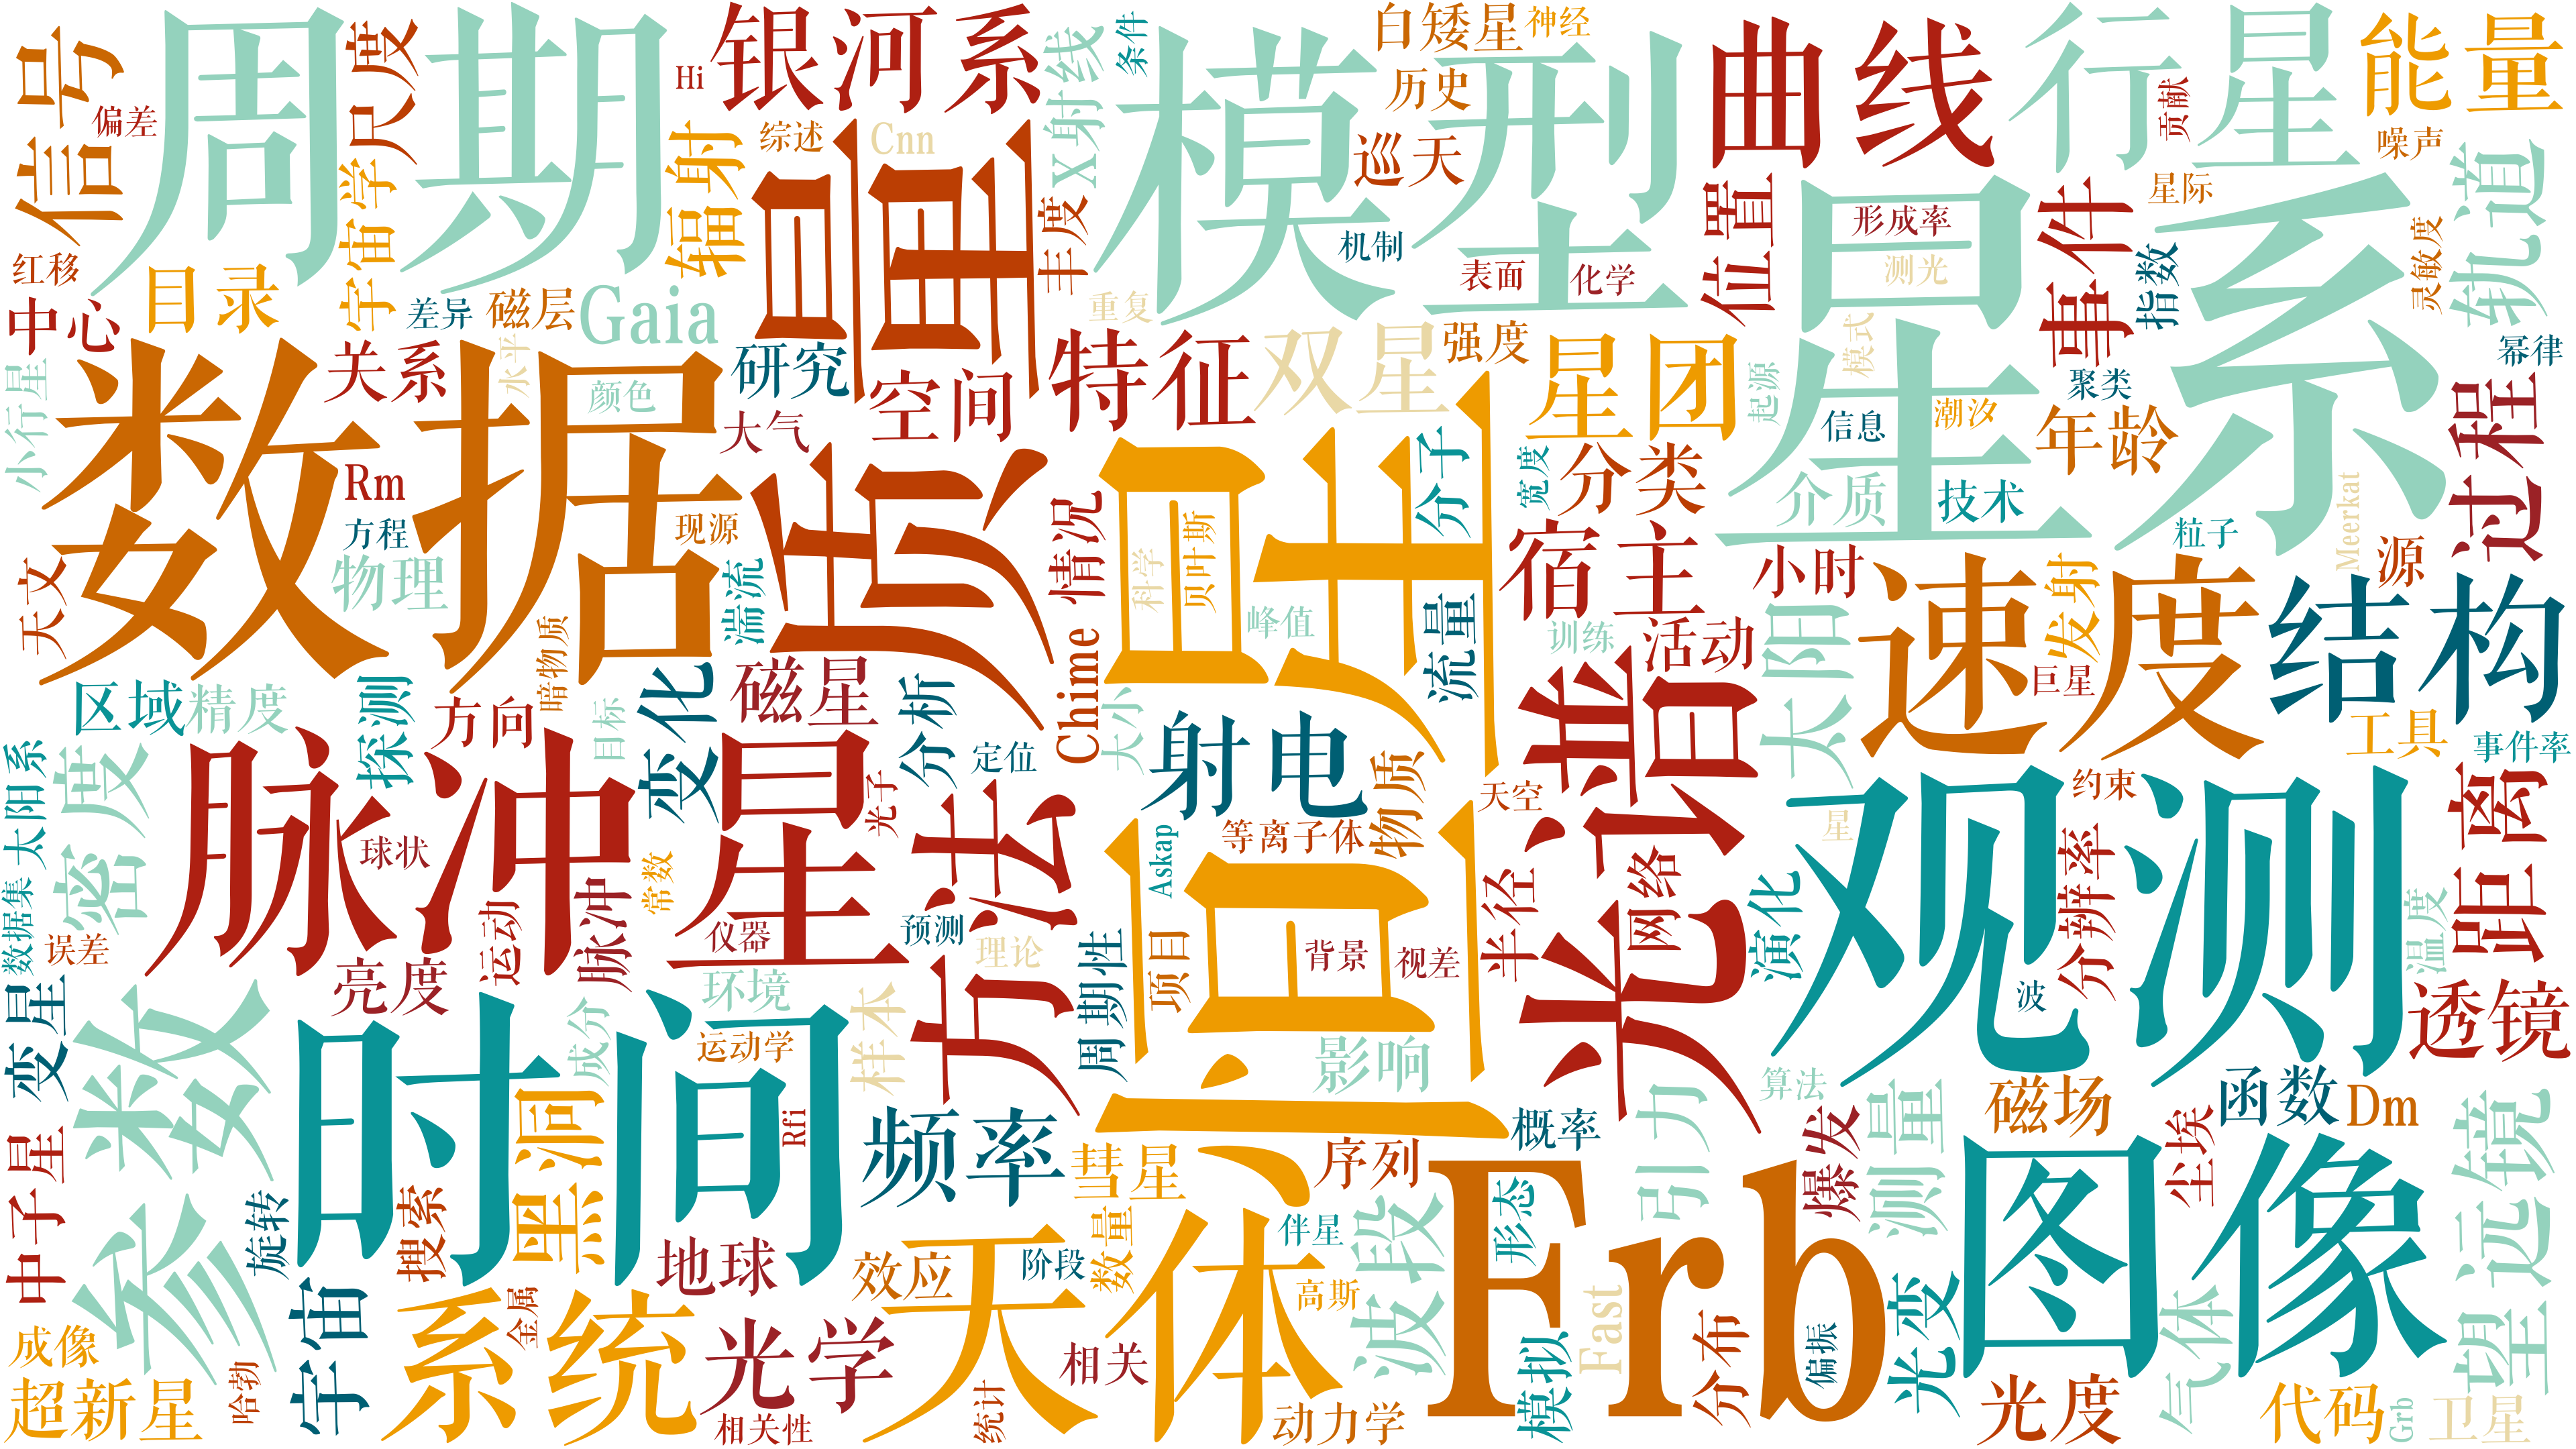 信号
周期
尺度
偏差
Hi
银河系
X射线
条件
白矮星
神经
历史
模型
曲线
行星
贡献
能量
噪声
宇宙学
辐射
综述
Cnn
质量
巡天
丰度
位置
形成率
星系
事件
星际
轨道
灵敏度
红移
目录
中心
差异
磁层
Gaia
重复
机制
表面
化学
测光
指数
幂律
小行星
数据
关系
水平
颜色
研究
空间
特征
双星
强度
星团
起源
模式
聚类
大气
信息
潮汐
年龄
过程
Rm
方程
现源
物理
天文
湍流
暗物质
情况
Chime
恒星
科学
贝叶斯
峰值
分子
宽度
分类
介质
技术
宿主
小时
粒子
Meerkat
源
流量
训练
活动
太阳
速度
发射
巨星
结构
区域
精度
探测
方向
目标
变化
磁星
分析
定位
大小
射电
物质
光谱
工具
事件率
太阳系
数据集
密度
脉冲星
球状
光子
方法
Askap
等离子体
天空
观测
星
约束
距离
误差
运动
脉冲
常数
仪器
预测
理论
项目
背景
视差
半径
网络
演化
波
分辨率
温度
变星
参数
亮度
时间
成分
环境
运动学
样本
周期性
影响
引力
算法
测量
磁场
函数
Dm
透镜
中子星
旋转
搜索
黑洞
Rfi
频率
彗星
序列
概率
爆发
图像
尘埃
望远镜
宇宙
地球
效应
阶段
数量
天体
伴星
波段
形态
Frb
成像
哈勃
系统
金属
光学
相关
高斯
Fast
分布
偏振
光变
气体
超新星
相关性
统计
动力学
模拟
光度
代码
Grb
卫星